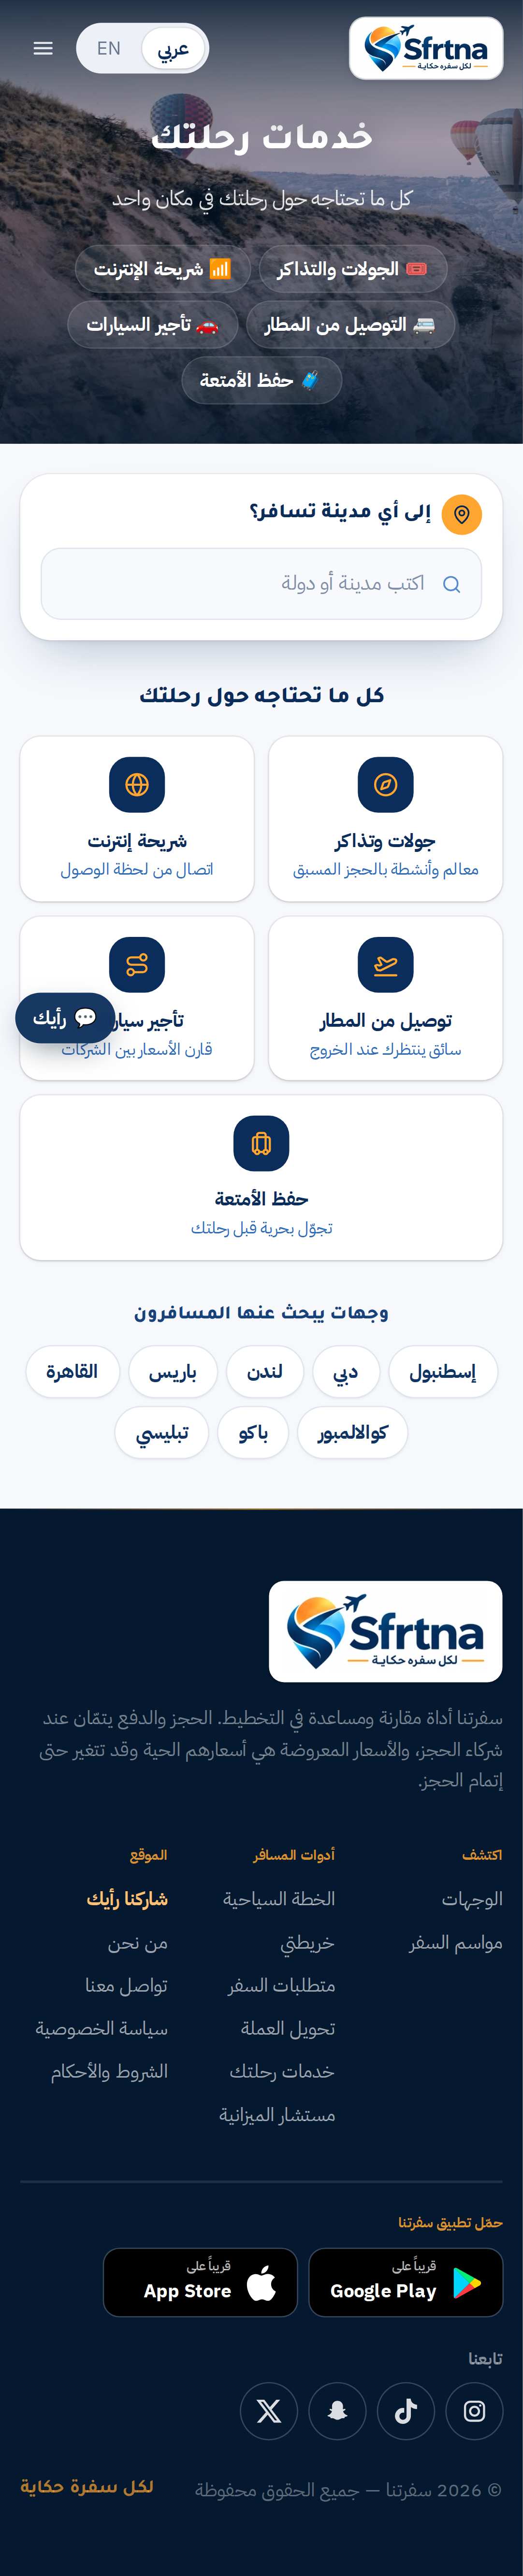 Sfrtna
لكل سفره حكاية
عربي
EN
خدمات رحلتك
كل ما تحتاجه حول رحلتك في مكان واحد
🎟️ الجولات والتذاكر
📶 شريحة الإنترنت
🚐 التوصيل من المطار
🚗 تأجير السيارات
🧳 حفظ الأمتعة
إلى أي مدينة تسافر؟
اكتب مدينة أو دولة
كل ما تحتاجه حول رحلتك
جولات وتذاكر
معالم وأنشطة بالحجز المسبق
شريحة إنترنت
اتصال من لحظة الوصول
توصيل من المطار
سائق ينتظرك عند الخروج
تأجير
قارن الأسعار بين الشركات
💬 رأيك
حفظ الأمتعة
تجوّل بحرية قبل رحلتك
وجهات يبحث عنها المسافرون
إسطنبول
دبي
لندن
باريس
القاهرة
كوالالمبور
باكو
تبليسي
Sfrtna
لكل سفره حكاية
سفرتنا أداة مقارنة ومساعدة في التخطيط. الحجز والدفع يتمّان عند
شركاء الحجز، والأسعار المعروضة هي أسعارهم الحية وقد تتغير حتى
إتمام الحجز.
اكتشف
الوجهات
مواسم السفر
أدوات المسافر
الخطة السياحية
خريطتي
متطلبات السفر
تحويل العملة
خدمات رحلتك
مستشار الميزانية
الموقع
شاركنا رأيك
من نحن
تواصل معنا
سياسة الخصوصية
الشروط والأحكام
حمّل تطبيق سفرتنا
قريباً على
Google Play
قريباً على
App Store
تابعنا
© 2026 سفرتنا — جميع الحقوق محفوظة
لكل سفرة حكاية